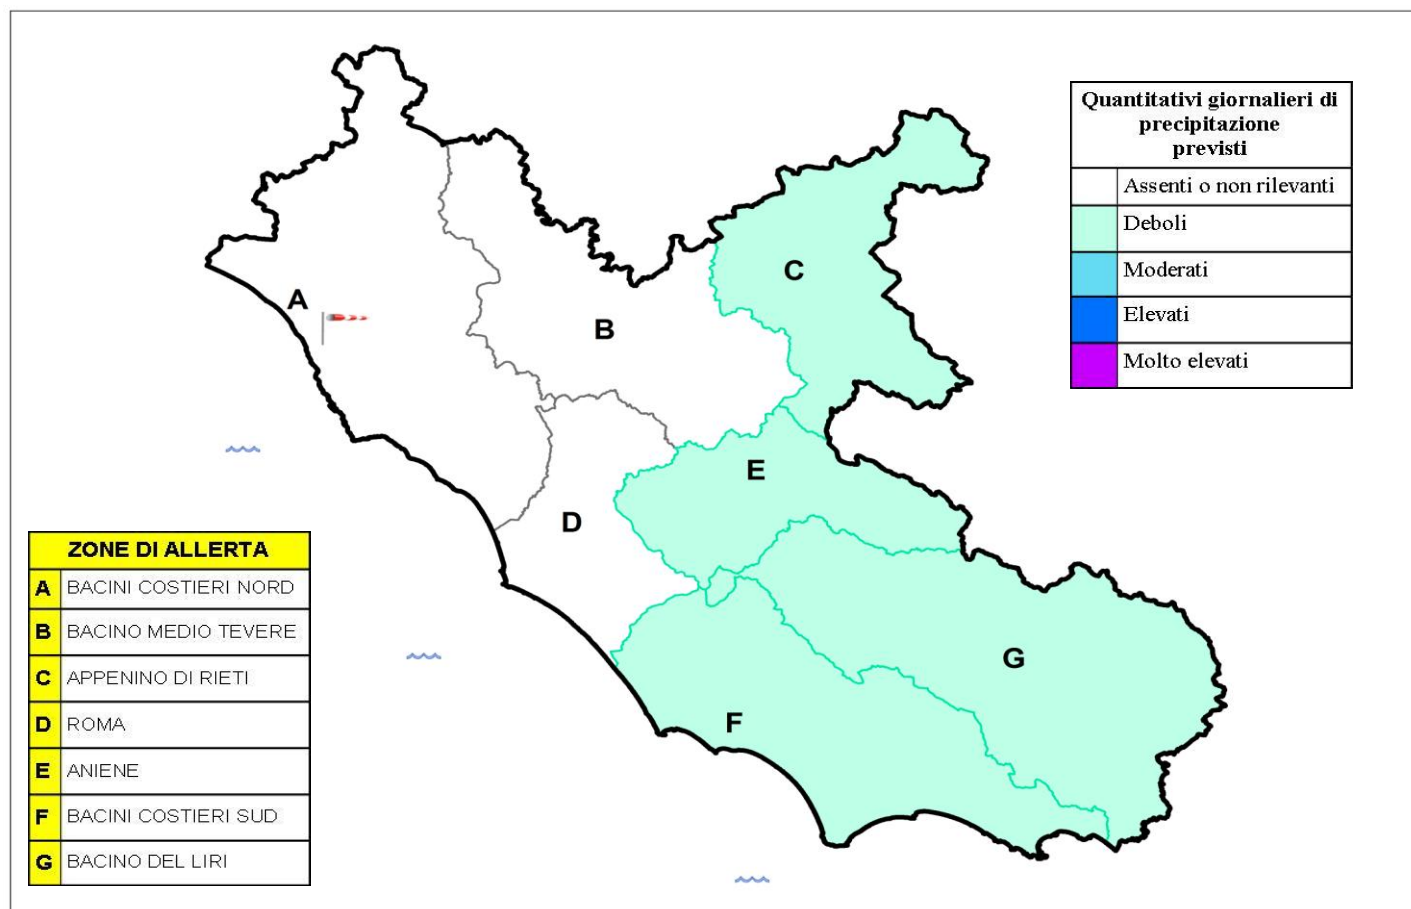 Quantitativi giornalieri di
precipitazione
previsti
Assenti o non rilevanti
Deboli
Moderati
Elevati
Molto elevati
A
B
C
D
E
F
G
ZONE DI ALLERTA
A BACINI COSTIERI NORD
B BACINO MEDIO TEVERE
C APPENINO DI RIETI
D ROMA
E ANIENE
F BACINI COSTIERI SUD
G BACINO DEL LIRI